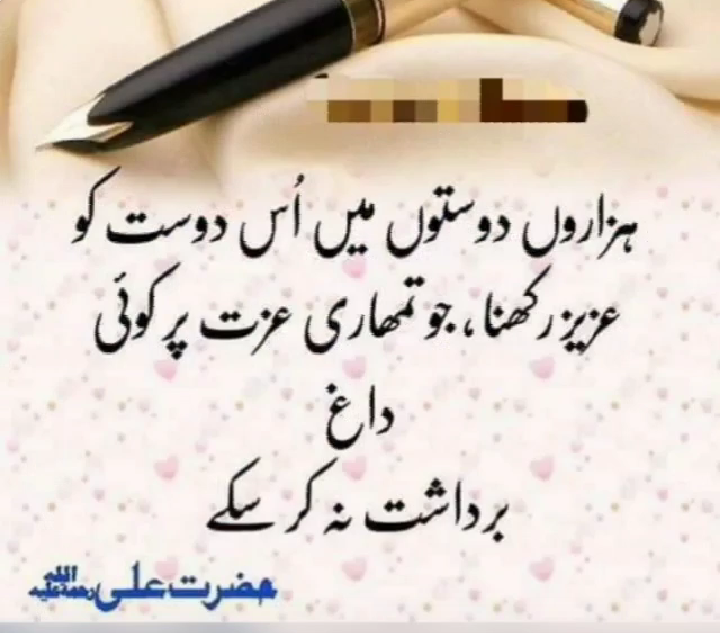 ہزاروں دوستوں میں اُس دوست کو
عزیز رکھنا، جو تمھاری عزت پر کوئی
داغ
برداشت نہ کر سکے
حضرت علی